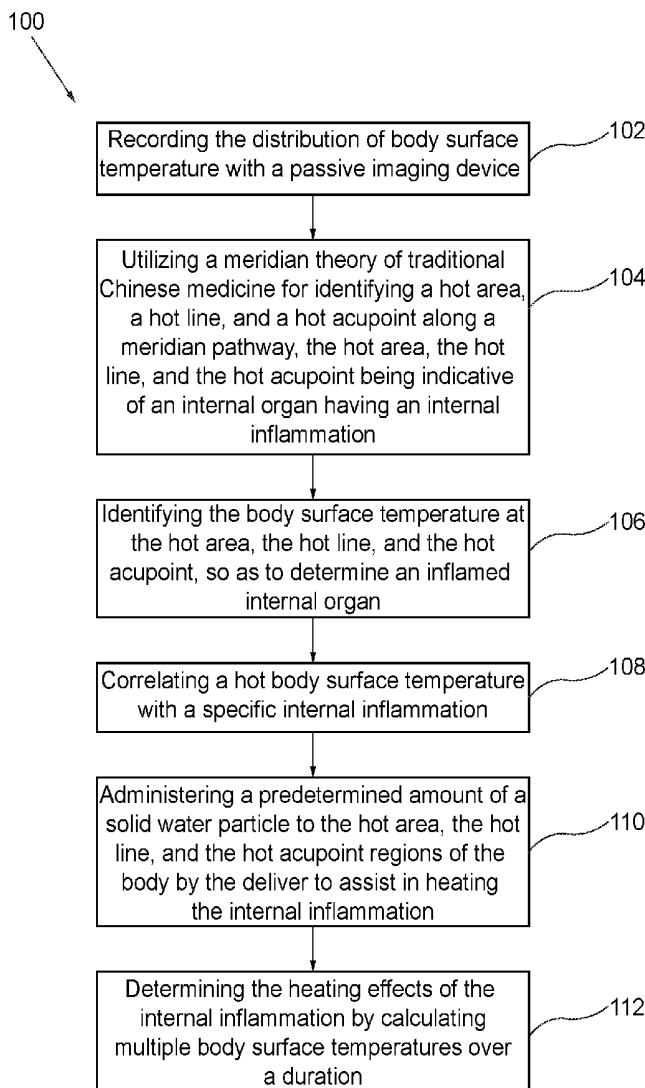 100
Recording the distribution of body surface
temperature with a passive imaging device
102
Utilizing a meridian theory of traditional
Chinese medicine for identifying a hot area,
a hot line, and a hot acupoint along a
meridian pathway, the hot area, the hot
line, and the hot acupoint being indicative
of an internal organ having an internal
inflammation
104
Identifying the body surface temperature at
the hot area, the hot line, and the hot
acupoint, so as to determine an inflamed
internal organ
106
Correlating a hot body surface temperature
with a specific internal inflammation
108
Administering a predetermined amount of a
solid water particle to the hot area, the hot
line, and the hot acupoint regions of the
body by the deliver to assist in heating
the internal inflammation
110
Determining the heating effects of the
internal inflammation by calculating
multiple body surface temperatures over
a duration
112